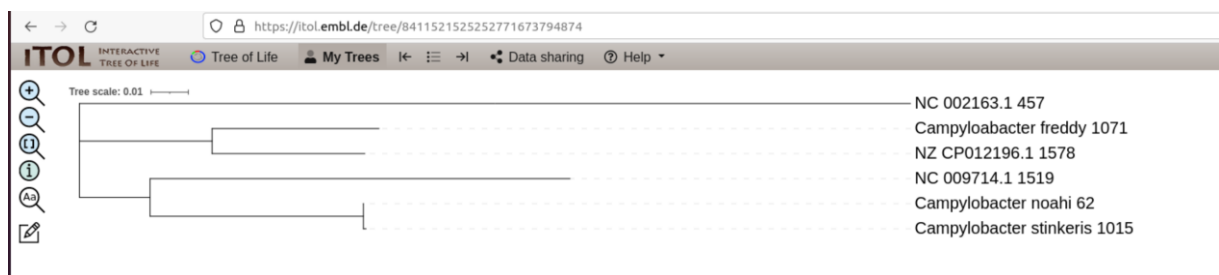 https://itol.embl.de/tree/8411521525252771673794874
iTOL INTERACTIVE TREE OF LIFE Tree of Life My Trees Data sharing Help
Tree scale: 0.01
NC 002163.1 457
Campyloabacter freddy 1071
NZ CP012196.1 1578
NC 009714.1 1519
Campylobacter noahi 62
Campylobacter stinkeris 1015
Aa